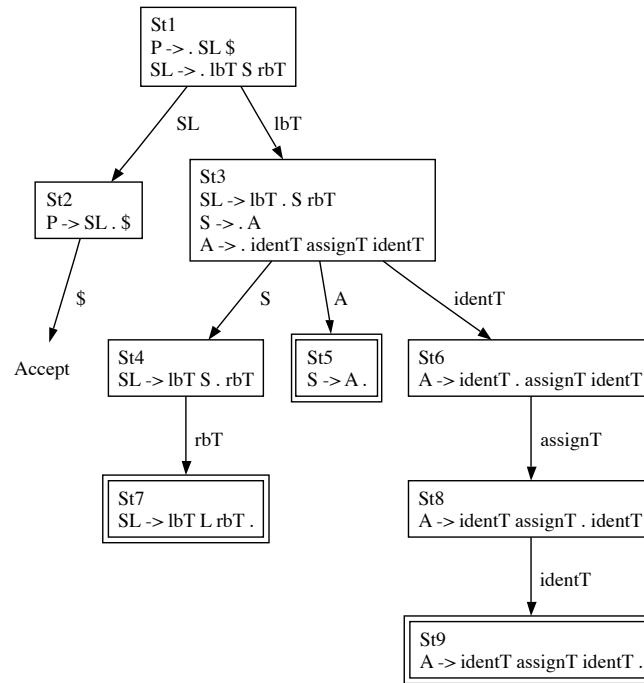 St1
P -> . SL $
SL -> . lbT S rbT
SL
lbT
St2
P -> SL . $
St3
SL -> lbT . S rbT
S -> . A
A -> . identT assignT identT
$
S
A
identT
Accept
St4
SL -> lbT S . rbT
St5
S -> A .
St6
A -> identT . assignT identT
rbT
assignT
St7
SL -> lbT L rbT .
St8
A -> identT assignT . identT
identT
St9
A -> identT assignT identT .